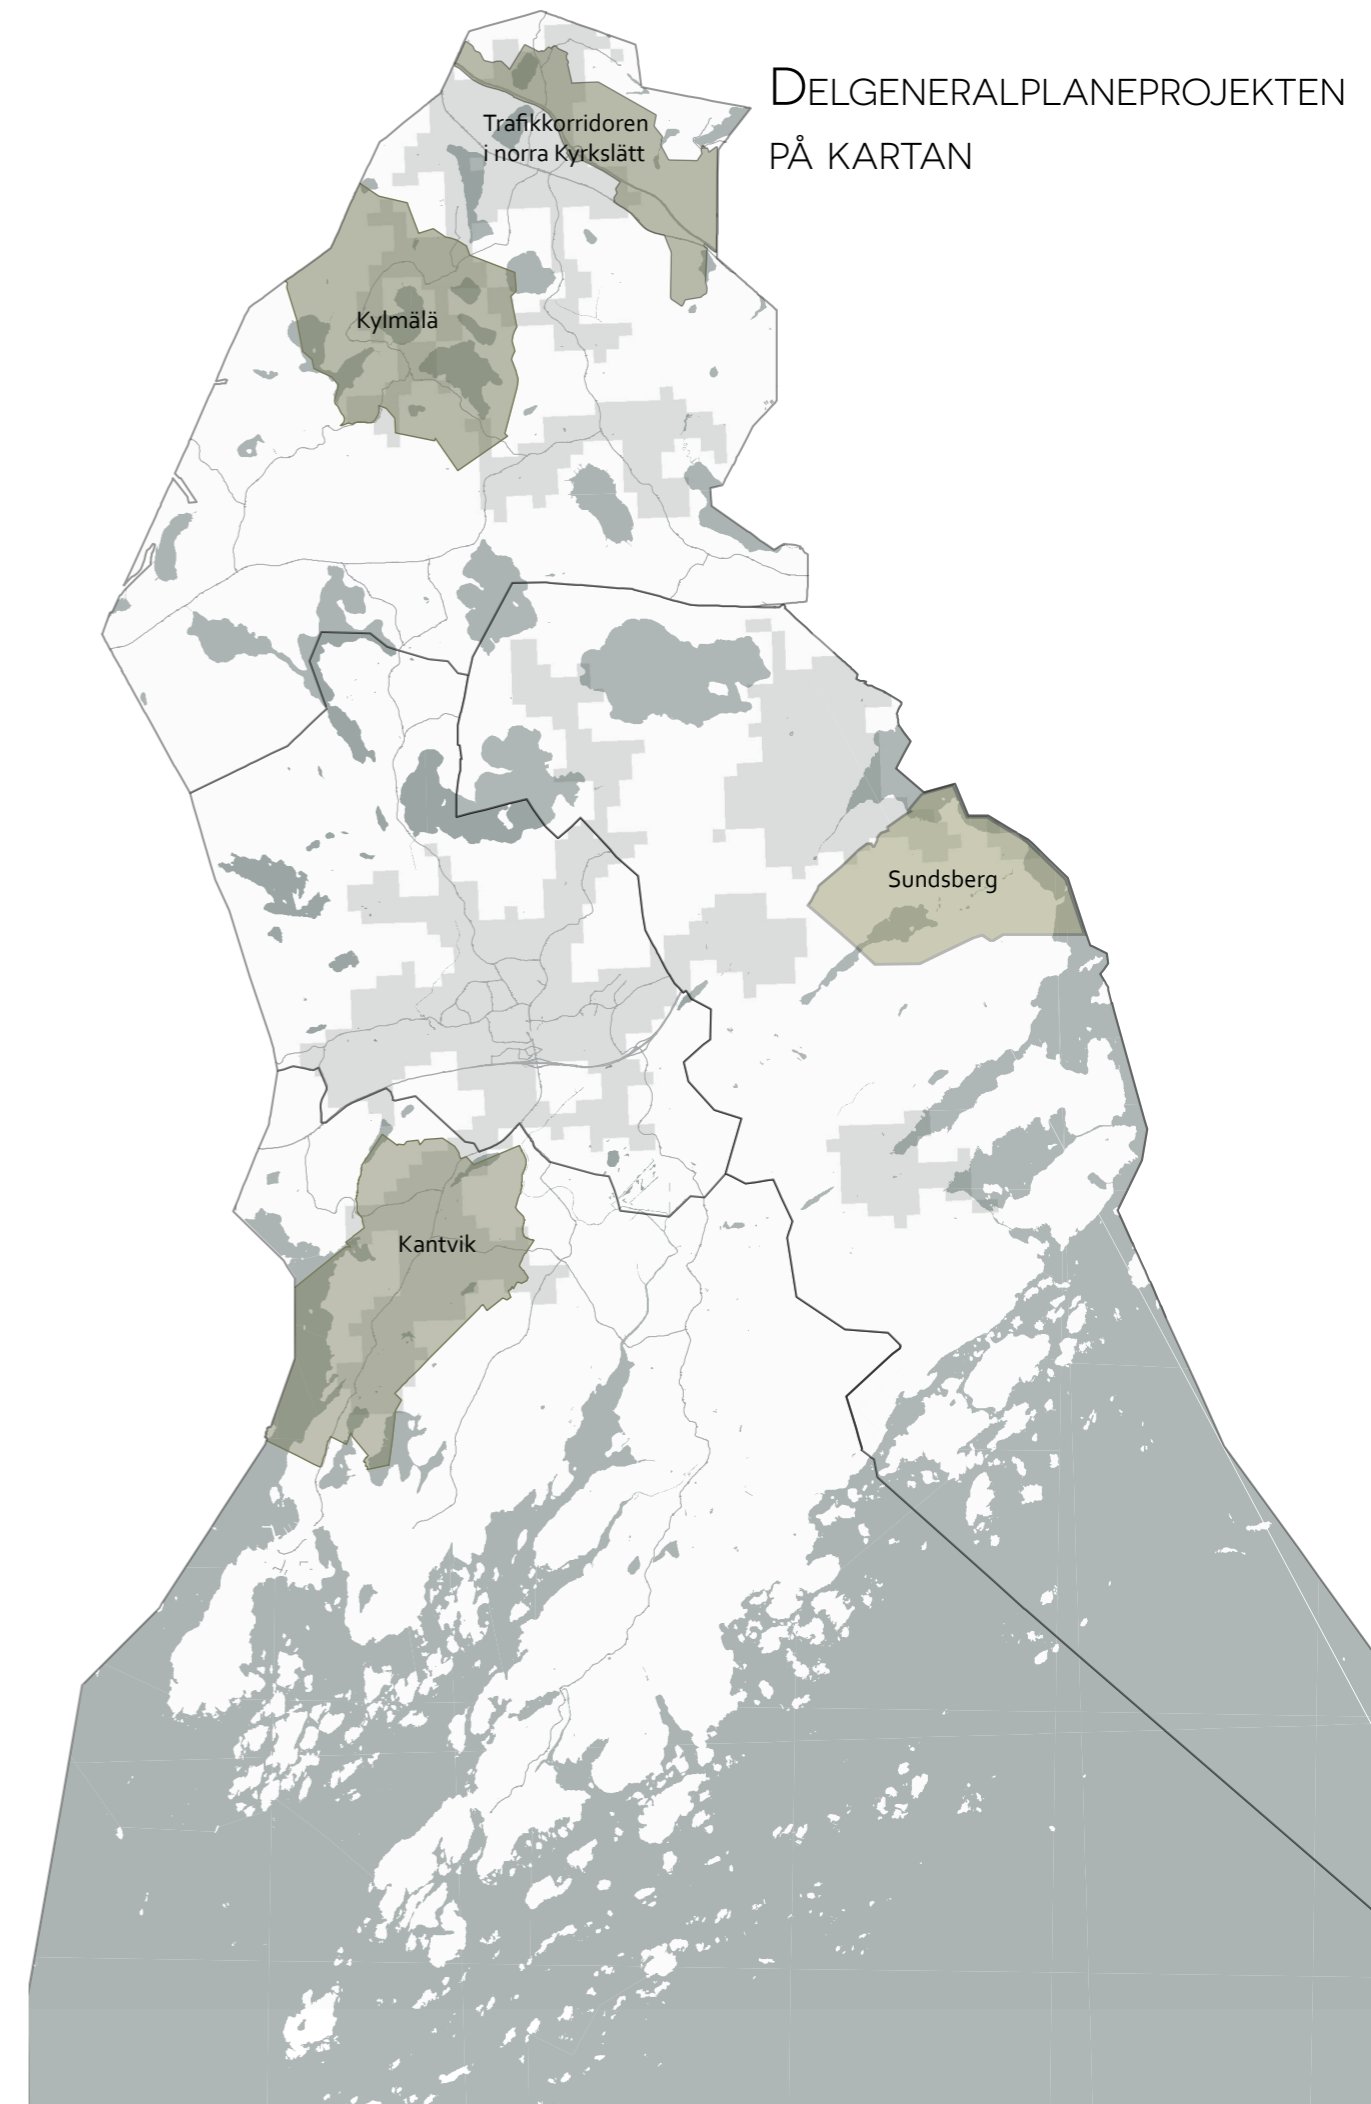 DELGENERALPLANEPROJEKTEN
PÅ KARTAN
Trafikkorridoren
i norra Kyrkslätt
Kylmälä
Sundsberg
Kantvik